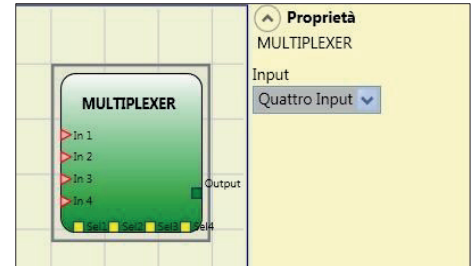 Proprietà
MULTIPLEXER
Input
Quattro Input
MULTIPLEXER
In 1
In 2
In 3
In 4
Output
Sel1 Sel2 Sel3 Sel4